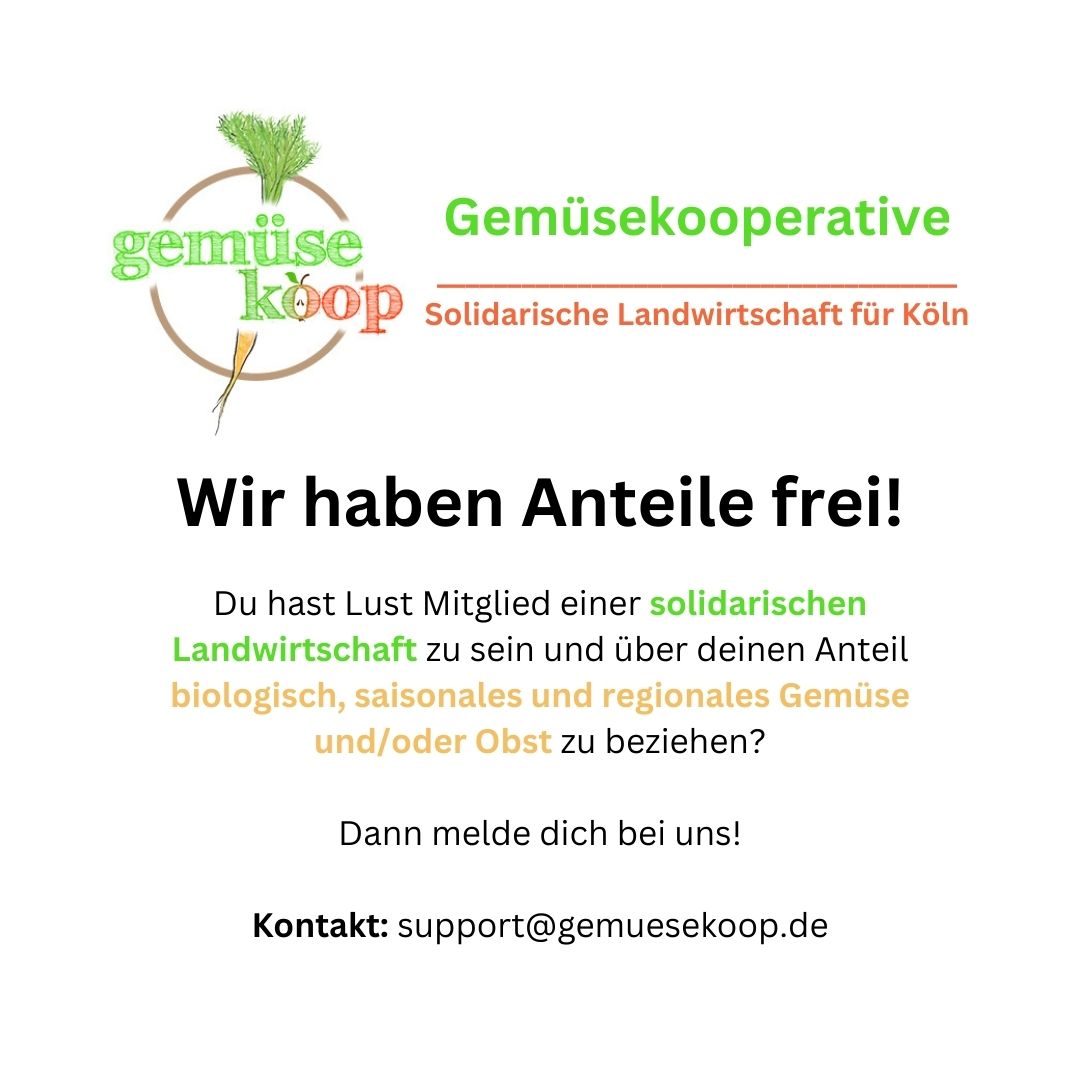 gemüse
koop
Gemüsekooperative
Solidarische Landwirtschaft für Köln
Wir haben Anteile frei!
Du hast Lust Mitglied einer solidarischen
Landwirtschaft zu sein und über deinen Anteil
biologisch, saisonales und regionales Gemüse
und/oder Obst zu beziehen?
Dann melde dich bei uns!
Kontakt: support@gemuesekoop.de